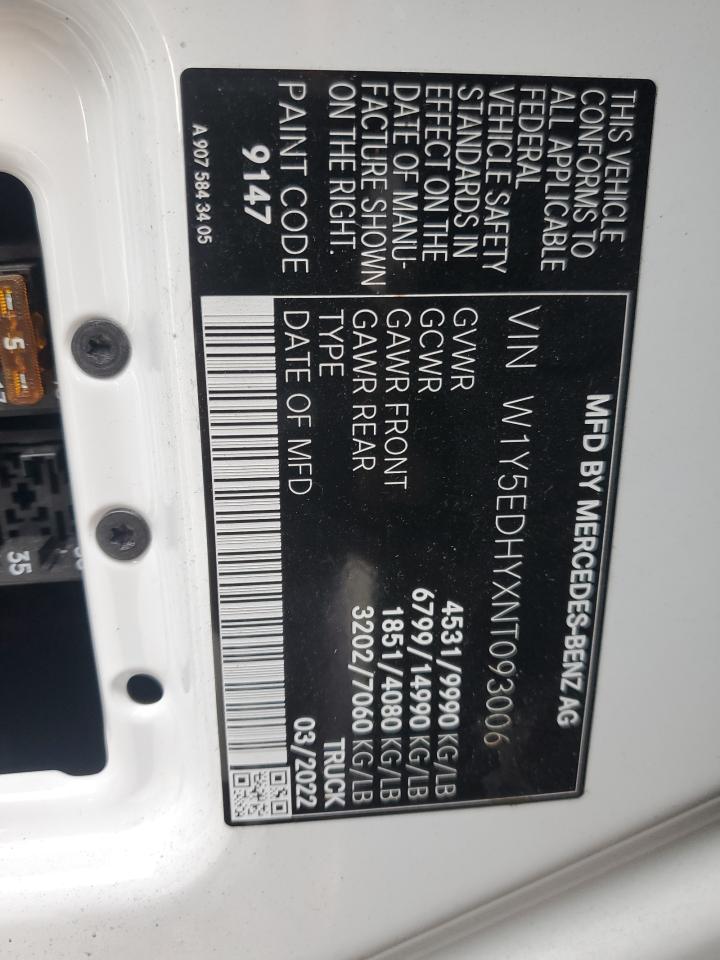 THIS VEHICLE
CONFORMS TO
ALL APPLICABLE
FEDERAL
VEHICLE SAFETY
STANDARDS IN
EFFECT ON THE
DATE OF MANU-
FACTURE SHOWN
ON THE RIGHT.
PAINT CODE
9147
A 907 584 34 05
MFD BY MERCEDES-BENZ AG
VIN W1Y5EDHYXNT093006
GVWR 4531/9990 KG/LB
GCWR 6799/14990 KG/LB
GAWR FRONT 1851/4080 KG/LB
GAWR REAR 3202/7060 KG/LB
TYPE TRUCK
DATE OF MFD 03/2022
5
35